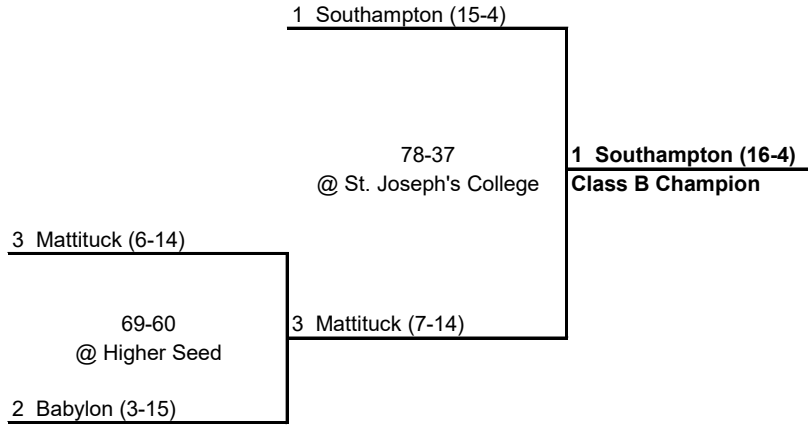 1 Southampton (15-4)
78-37
@ St. Joseph's College
1 Southampton (16-4)
Class B Champion
3 Mattituck (6-14)
69-60
@ Higher Seed
3 Mattituck (7-14)
2 Babylon (3-15)